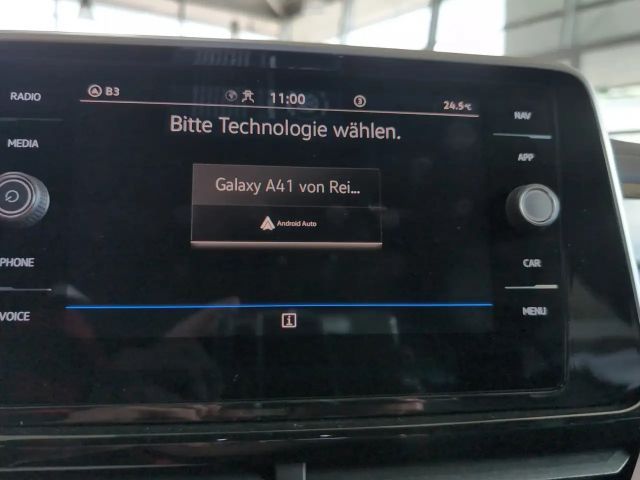 RADIO
MEDIA
PHONE
VOICE
A B3
11:00
3
24.5°C
Bitte Technologie wählen.
Galaxy A41 von Rei...
Android Auto
i
NAV
APP
CAR
MENU